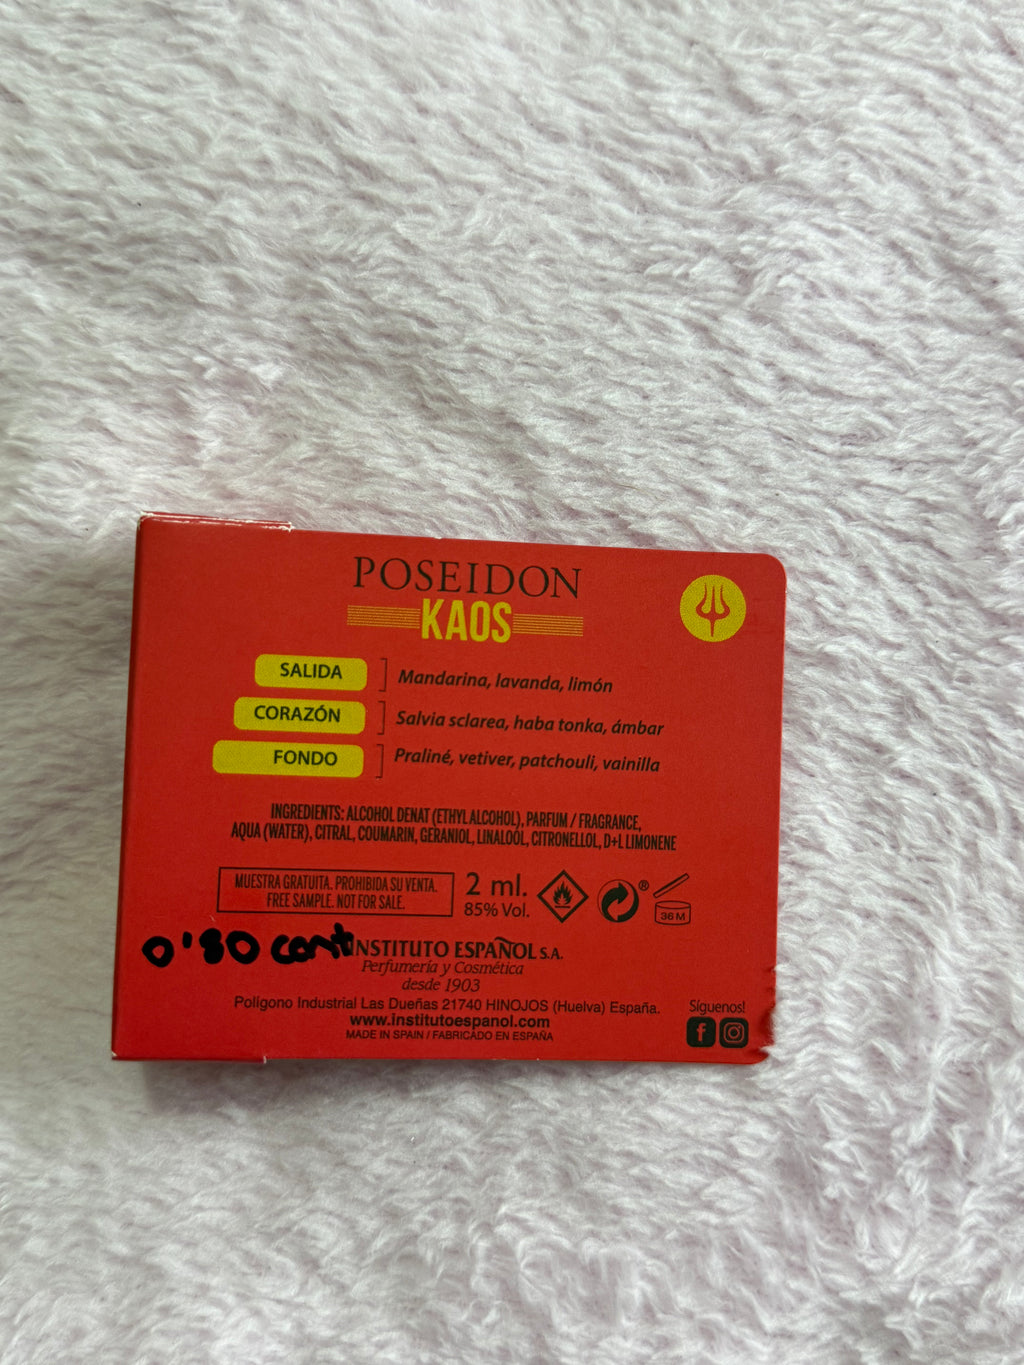 POSEIDON
KAOS
SALIDA Mandarina, lavanda, limón
CORAZÓN Salvia sclarea, haba tonka, ámbar
FONDO Praliné, vetiver, patchouli, vainilla
INGREDIENTS: ALCOHOL DENAT (ETHYL ALCOHOL), PARFUM / FRAGRANCE,
AQUA (WATER), CITRAL, COUMARIN, GERANIOL, LINALOOL, CITRONELLOL, D+L LIMONENE
MUESTRA GRATUITA. PROHIBIDA SU VENTA.
FREE SAMPLE. NOT FOR SALE.
2 ml.
85% Vol.
®
36 M
0'80 cent
INSTITUTO ESPAÑOL S.A.
Perfumería y Cosmética
desde 1903
Polígono Industrial Las Dueñas 21740 HINOJOS (Huelva) España.
www.institutoespanol.com
MADE IN SPAIN / FABRICADO EN ESPAÑA
Síguenos!